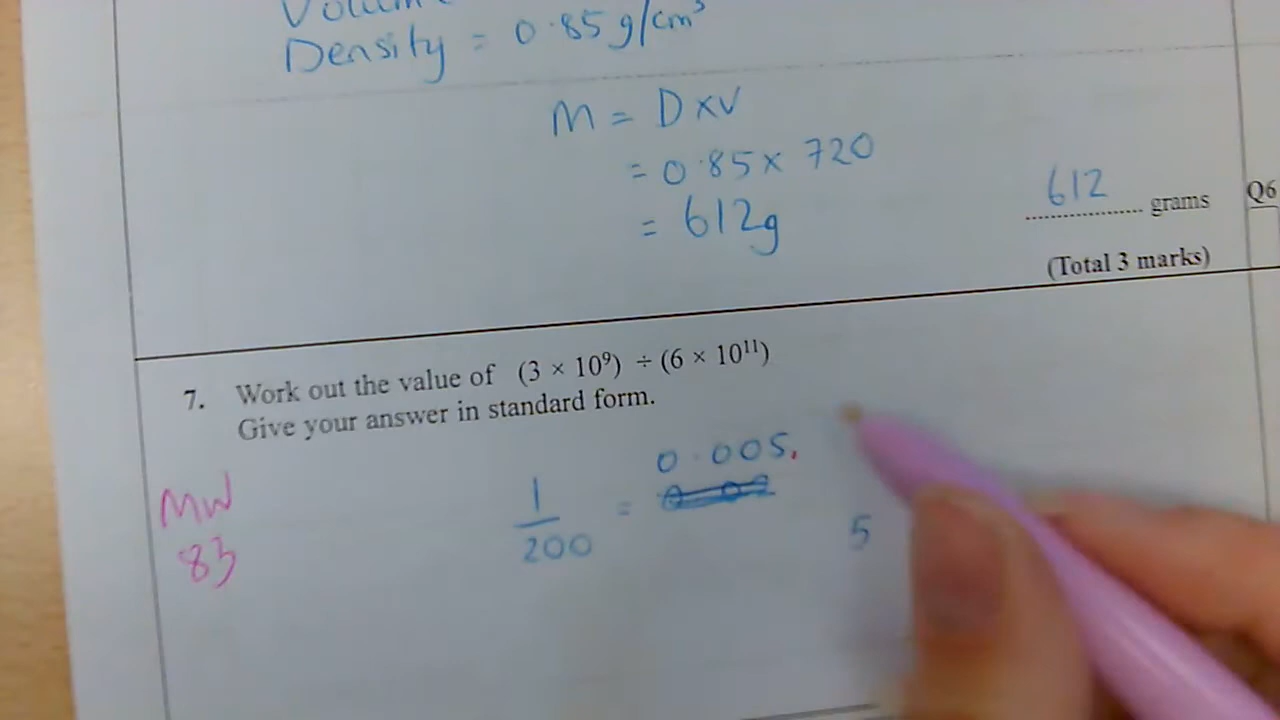 Density = 0.85 g/cm³
M = D x V
= 0.85 x 720
= 612g
612 grams
Q6
(Total 3 marks)
7. Work out the value of (3 × 10⁹) ÷ (6 × 10¹¹)
Give your answer in standard form.
0.005.
1/200 =
5
MW
83